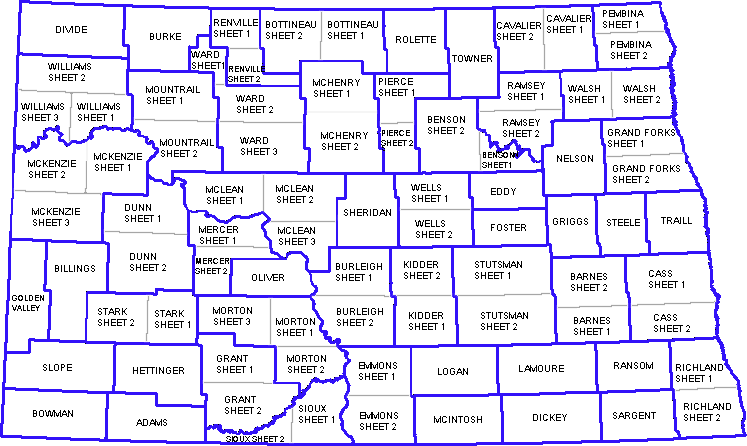 DIVIDE
BURKE
RENVILLE
SHEET 1
BOTTINEAU
SHEET 2
BOTTINEAU
SHEET 1
ROLETTE
TOWNER
CAVALIER
SHEET 2
CAVALIER
SHEET 1
PEMBINA
SHEET 1
PEMBINA
SHEET 2
WILLIAMS
SHEET 2
WARD
SHEET1
RENVILLE
SHEET 2
WILLIAMS
SHEET 3
WILLIAMS
SHEET 1
MOUNTRAIL
SHEET 1
WARD
SHEET 2
MCHENRY
SHEET 1
PIERCE
SHEET 1
RAMSEY
SHEET 1
WALSH
SHEET 1
WALSH
SHEET 2
MOUNTRAIL
SHEET 2
WARD
SHEET 3
MCHENRY
SHEET 2
PIERCE
SHEET 2
BENSON
SHEET 2
RAMSEY
SHEET 2
BENSON
SHEET1
NELSON
GRAND FORKS
SHEET 1
GRAND FORKS
SHEET 2
MCKENZIE
SHEET 2
MCKENZIE
SHEET 1
MCKENZIE
SHEET 3
DUNN
SHEET 1
MCLEAN
SHEET 1
MCLEAN
SHEET 2
SHERIDAN
WELLS
SHEET 1
EDDY
WELLS
SHEET 2
FOSTER
GRIGGS
STEELE
TRAILL
MERCER
SHEET 1
MCLEAN
SHEET 3
DUNN
SHEET 2
MERCER
SHEET 2
OLIVER
BURLEIGH
SHEET 1
KIDDER
SHEET 2
STUTSMAN
SHEET 1
BARNES
SHEET 2
CASS
SHEET 1
GOLDEN
VALLEY
BILLINGS
STARK
SHEET 2
STARK
SHEET 1
MORTON
SHEET 3
MORTON
SHEET 1
BURLEIGH
SHEET 2
KIDDER
SHEET 1
STUTSMAN
SHEET 2
BARNES
SHEET 1
CASS
SHEET 2
SLOPE
HETTINGER
GRANT
SHEET 1
MORTON
SHEET 2
EMMONS
SHEET 1
LOGAN
LAMOURE
RANSOM
RICHLAND
SHEET 1
BOWMAN
ADAMS
GRANT
SHEET 2
SIOUX SHEET 2
SIOUX
SHEET 1
EMMONS
SHEET 2
MCINTOSH
DICKEY
SARGENT
RICHLAND
SHEET 2